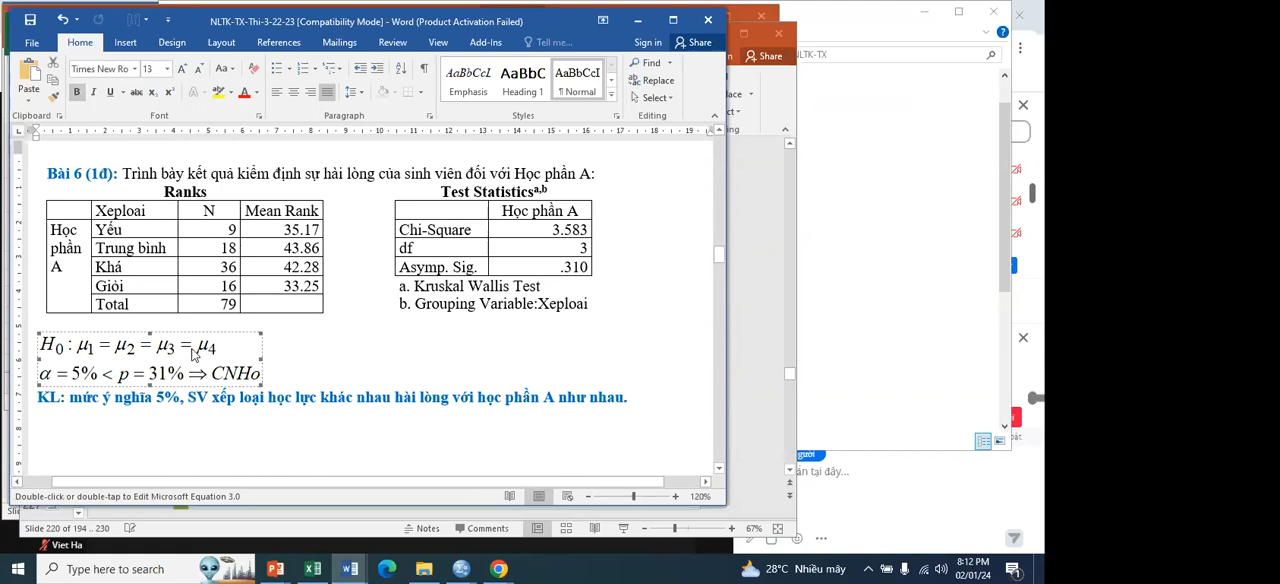 NLTK-TX-Thi-3-22-23 [Compatibility Mode] - Word (Product Activation Failed)
File Home Insert Design Layout References Mailings Review View Add-Ins Tell me... Sign in Share
Share
LTK-TX
Times New Ro 13
Paste
Aa
B I U abc x₂ x²
AaBbCcI AaBbC AaBbCcI
Emphasis Heading 1 ¶ Normal
Find
Replace
Select
Clipboard Font Paragraph Styles Editing
Bài 6 (1đ): Trình bày kết quả kiểm định sự hài lòng của sinh viên đối với Học phần A:
Ranks
Xeploai N Mean Rank
Học phần A
Yếu 9 35.17
Trung bình 18 43.86
Khá 36 42.28
Giỏi 16 33.25
Total 79
Test Statisticsa,b
Học phần A
Chi-Square 3.583
df 3
Asymp. Sig. .310
a. Kruskal Wallis Test
b. Grouping Variable:Xeploai
H₀ : μ₁ = μ₂ = μ₃ = μ₄
α = 5% < p = 31% ⇒ CNHo
KL: mức ý nghĩa 5%, SV xếp loại học lực khác nhau hài lòng với học phần A như nhau.
Double-click or double-tap to Edit Microsoft Equation 3.0
120%
Slide 220 of 194 .. 230
Notes Comments
67%
Viet Ha
Type here to search
28°C Nhiều mây
8:12 PM
02/01/24